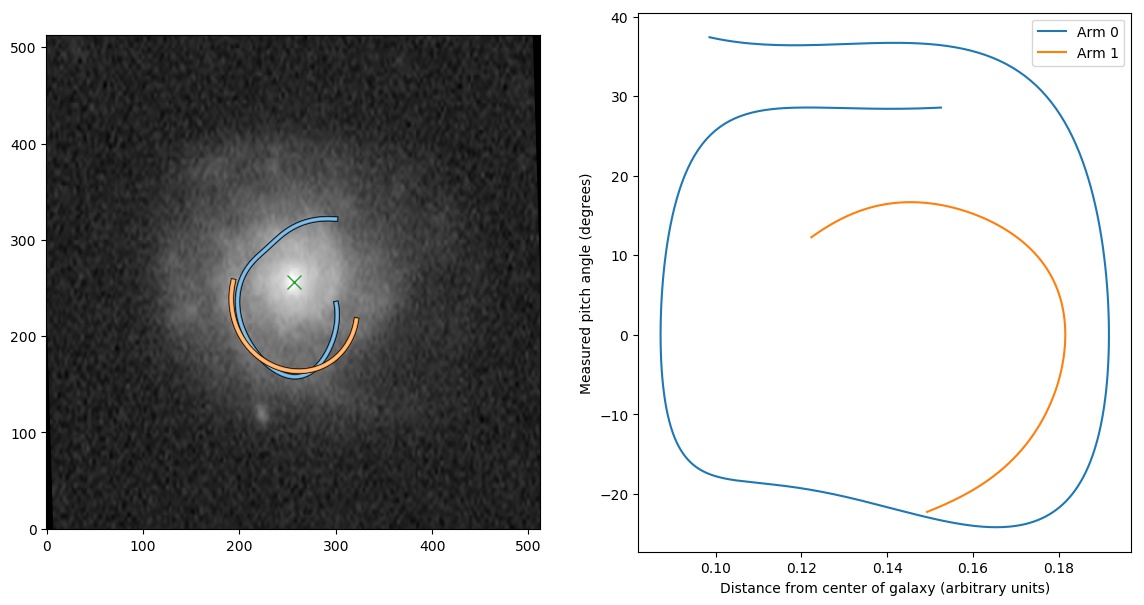 500
400
300
200
100
0
0 100 200 300 400 500
40
30
20
10
0
−10
−20
0.10 0.12 0.14 0.16 0.18
Measured pitch angle (degrees)
Distance from center of galaxy (arbitrary units)
Arm 0
Arm 1